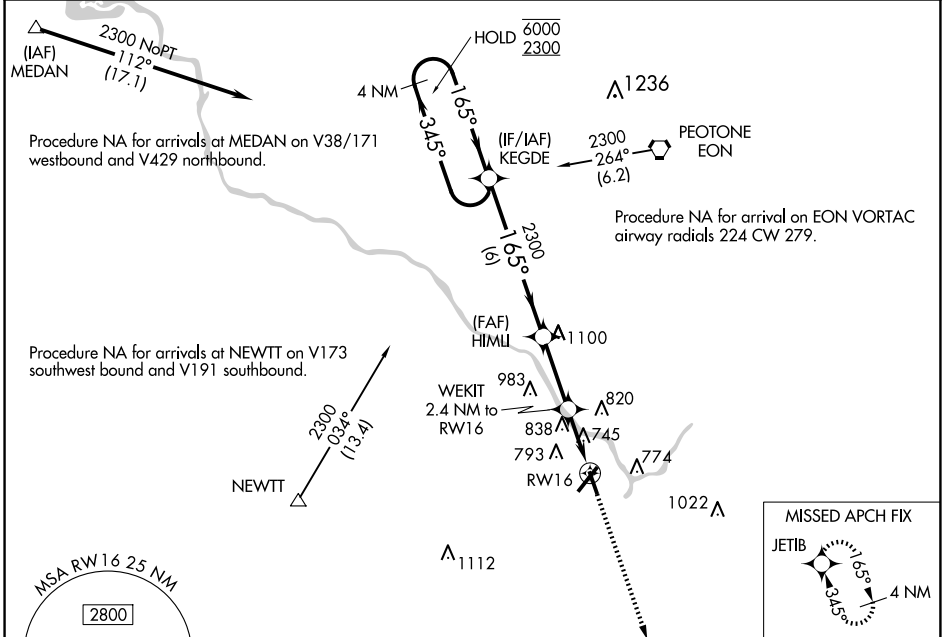 (IAF)
MEDAN
2300 NoPT
112°
(17.1)
HOLD 6000
2300
4 NM
165°
345°
1236
(IF/IAF)
KEGDE
2300
264°
(6.2)
PEOTONE
EON
Procedure NA for arrivals at MEDAN on V38/171
westbound and V429 northbound.
Procedure NA for arrival on EON VORTAC
airway radials 224 CW 279.
2300
165°
(6)
(FAF)
HIMLI
1100
Procedure NA for arrivals at NEWTT on V173
southwest bound and V191 southbound.
2300
034°
(13.4)
NEWTT
983
WEKIT
2.4 NM to
RW16
820
838
745
793
774
RW16
1022
1112
MSA RW16 25 NM
2800
MISSED APCH FIX
JETIB
165°
345°
4 NM